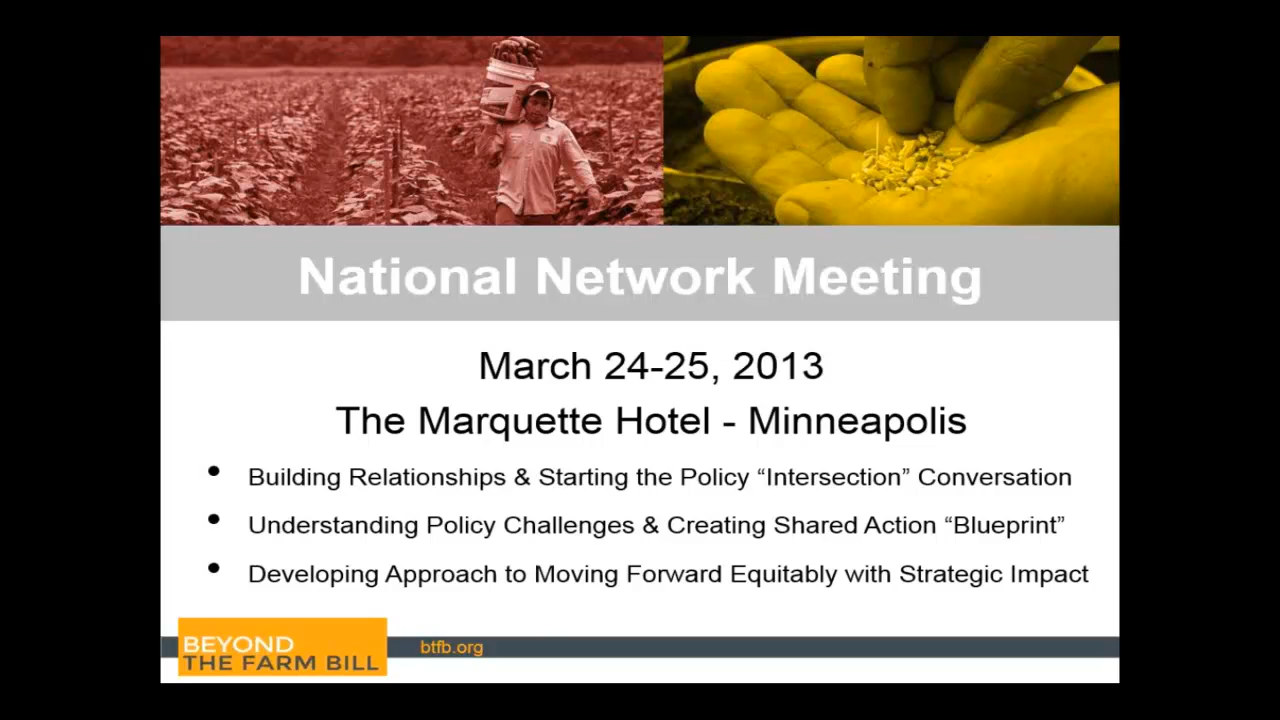 National Network Meeting
March 24-25, 2013
The Marquette Hotel - Minneapolis
• Building Relationships & Starting the Policy “Intersection” Conversation
• Understanding Policy Challenges & Creating Shared Action “Blueprint”
• Developing Approach to Moving Forward Equitably with Strategic Impact
BEYOND
THE FARM BILL
btfb.org